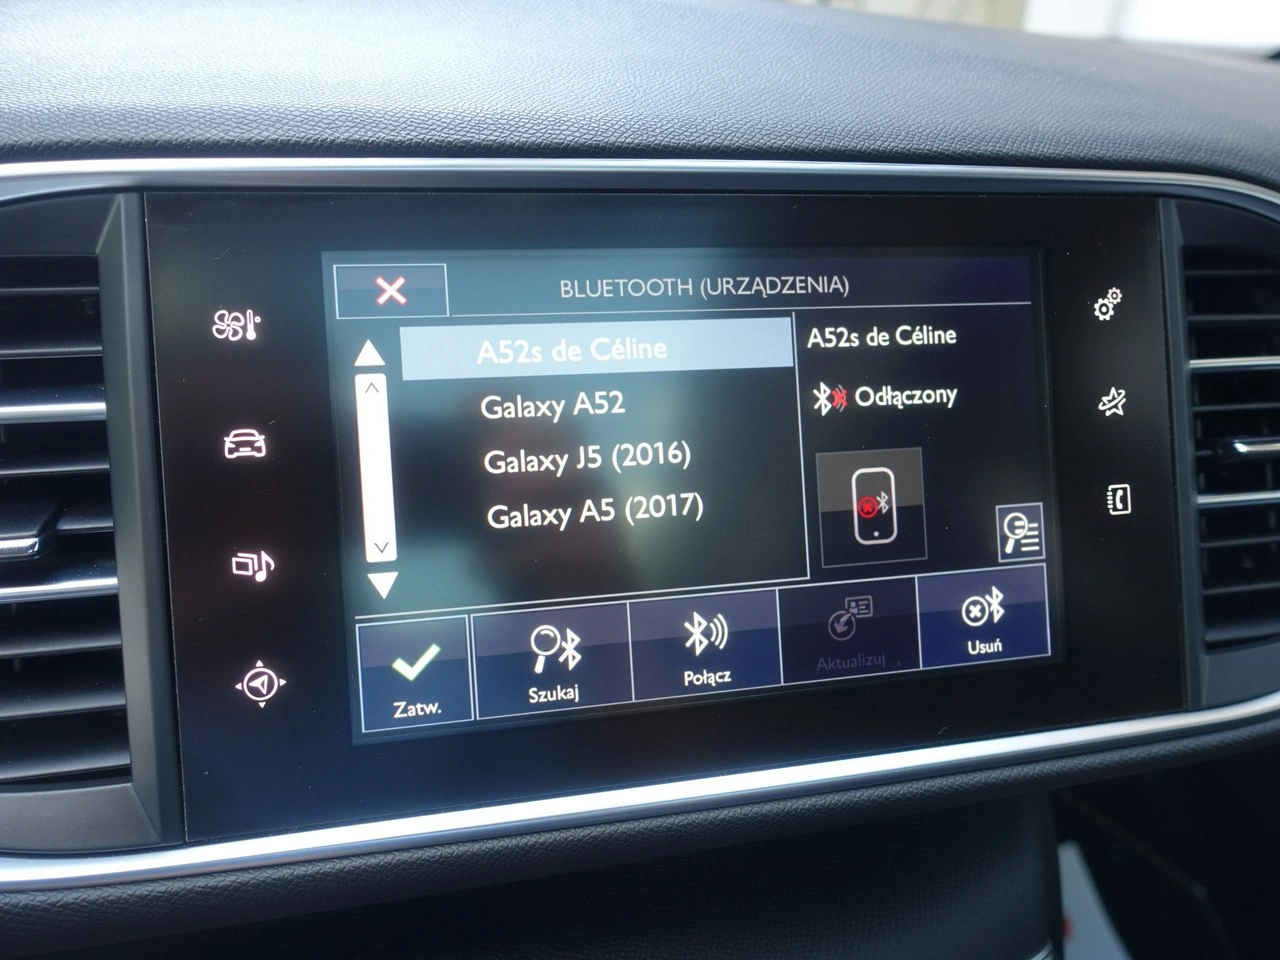 BLUETOOTH (URZĄDZENIA)
A52s de Céline
Galaxy A52
Galaxy J5 (2016)
Galaxy A5 (2017)
A52s de Céline
Odłączony
Zatw.
Szukaj
Połącz
Aktualizuj
Usuń